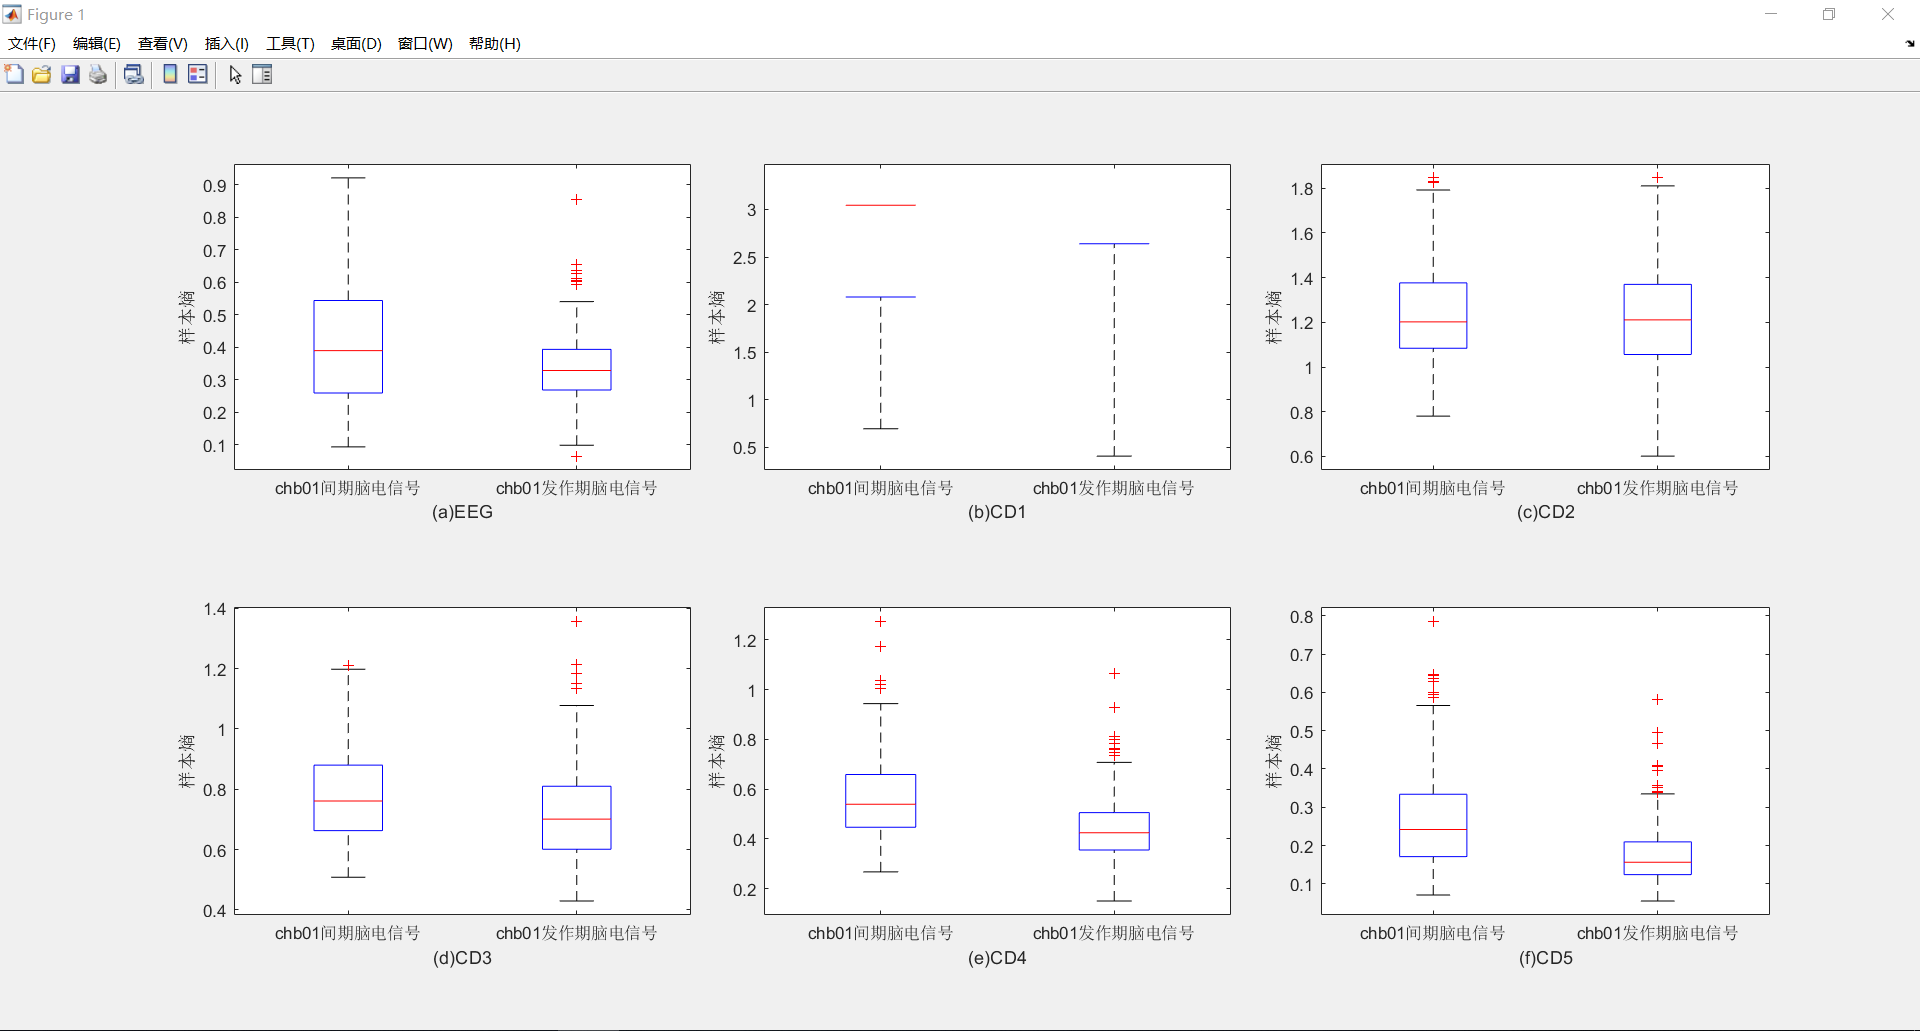 Figure 1
文件(F) 编辑(E) 查看(V) 插入(I) 工具(T) 桌面(D) 窗口(W) 帮助(H)
样本熵
0.9
0.8
0.7
0.6
0.5
0.4
0.3
0.2
0.1
chb01间期脑电信号 chb01发作期脑电信号
(a)EEG
样本熵
3
2.5
2
1.5
1
0.5
chb01间期脑电信号 chb01发作期脑电信号
(b)CD1
样本熵
1.8
1.6
1.4
1.2
1
0.8
0.6
chb01间期脑电信号 chb01发作期脑电信号
(c)CD2
样本熵
1.4
1.2
1
0.8
0.6
0.4
chb01间期脑电信号 chb01发作期脑电信号
(d)CD3
样本熵
1.2
1
0.8
0.6
0.4
0.2
chb01间期脑电信号 chb01发作期脑电信号
(e)CD4
样本熵
0.8
0.7
0.6
0.5
0.4
0.3
0.2
0.1
chb01间期脑电信号 chb01发作期脑电信号
(f)CD5